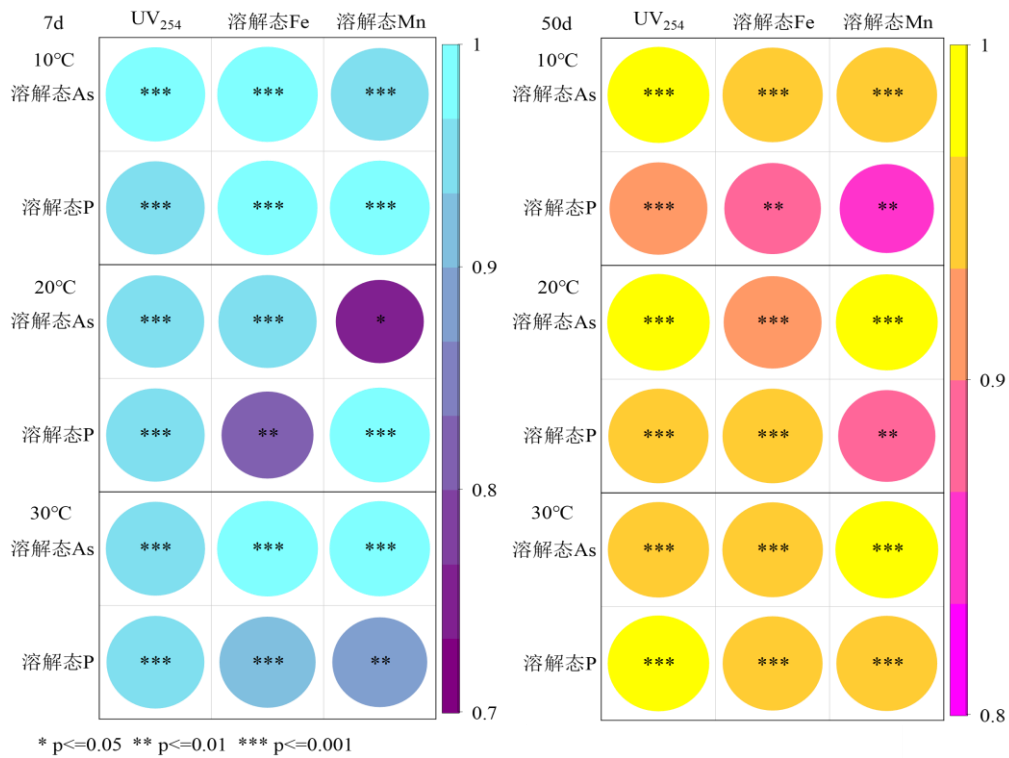 7d UV₂₅₄ 溶解态Fe 溶解态Mn
10℃
溶解态As *** *** ***
溶解态P *** *** ***
20℃
溶解态As *** *** *
溶解态P *** ** ***
30℃
溶解态As *** *** ***
溶解态P *** *** **
1
0.9
0.8
0.7
50d UV₂₅₄ 溶解态Fe 溶解态Mn
10℃
溶解态As *** *** ***
溶解态P *** ** **
20℃
溶解态As *** *** ***
溶解态P *** *** **
30℃
溶解态As *** *** ***
溶解态P *** *** ***
1
0.9
0.8
* p<=0.05 ** p<=0.01 *** p<=0.001